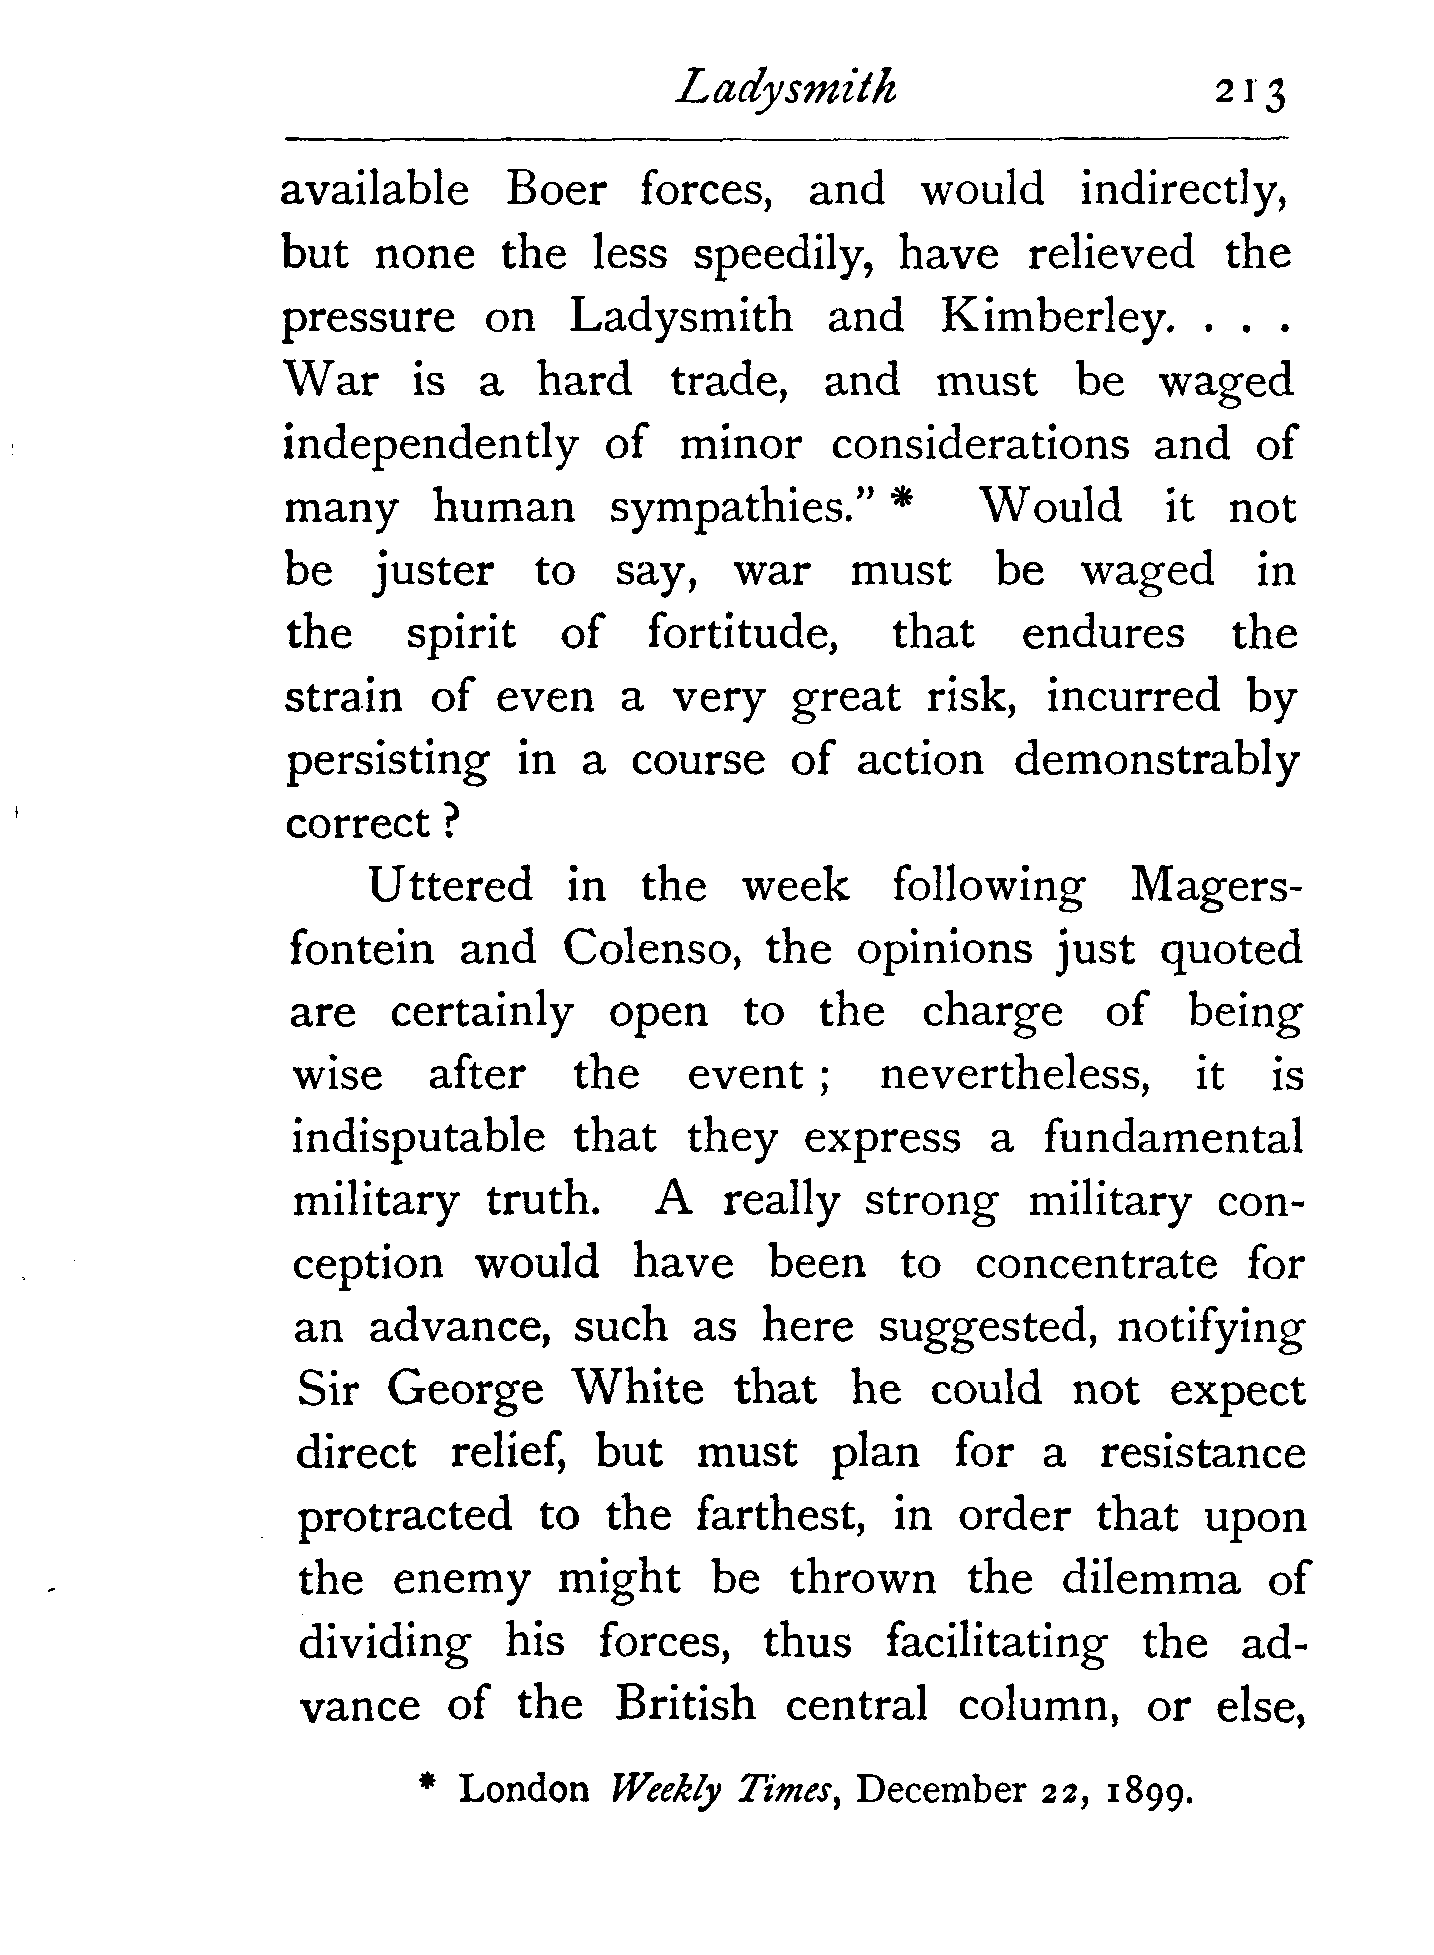 Ladysmith 213
available Boer forces, and would indirectly,
but none the less speedily, have relieved the
pressure on Ladysmith and Kimberley. . . .
War is a hard trade, and must be waged
independently of minor considerations and of
many human sympathies.” * Would it not
be juster to say, war must be waged in
the spirit of fortitude, that endures the
strain of even a very great risk, incurred by
persisting in a course of action demonstrably
correct ?
Uttered in the week following Magers-
fontein and Colenso, the opinions just quoted
are certainly open to the charge of being
wise after the event ; nevertheless, it is
indisputable that they express a fundamental
military truth. A really strong military con-
ception would have been to concentrate for
an advance, such as here suggested, notifying
Sir George White that he could not expect
direct relief, but must plan for a resistance
protracted to the farthest, in order that upon
the enemy might be thrown the dilemma of
dividing his forces, thus facilitating the ad-
vance of the British central column, or else,
* London Weekly Times, December 22, 1899.